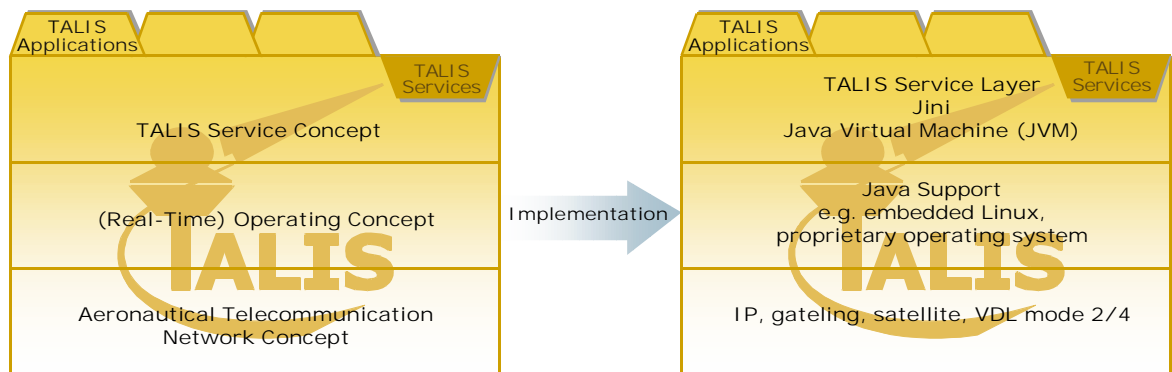 TALIS
Applications
TALIS
Services
TALIS Service Concept
(Real-Time) Operating Concept
TALIS
Aeronautical Telecommunication
Network Concept
Implementation
TALIS
Applications
TALIS
Services
TALIS Service Layer
Jini
Java Virtual Machine (JVM)
Java Support
e.g. embedded Linux,
proprietary operating system
TALIS
IP, gateling, satellite, VDL mode 2/4